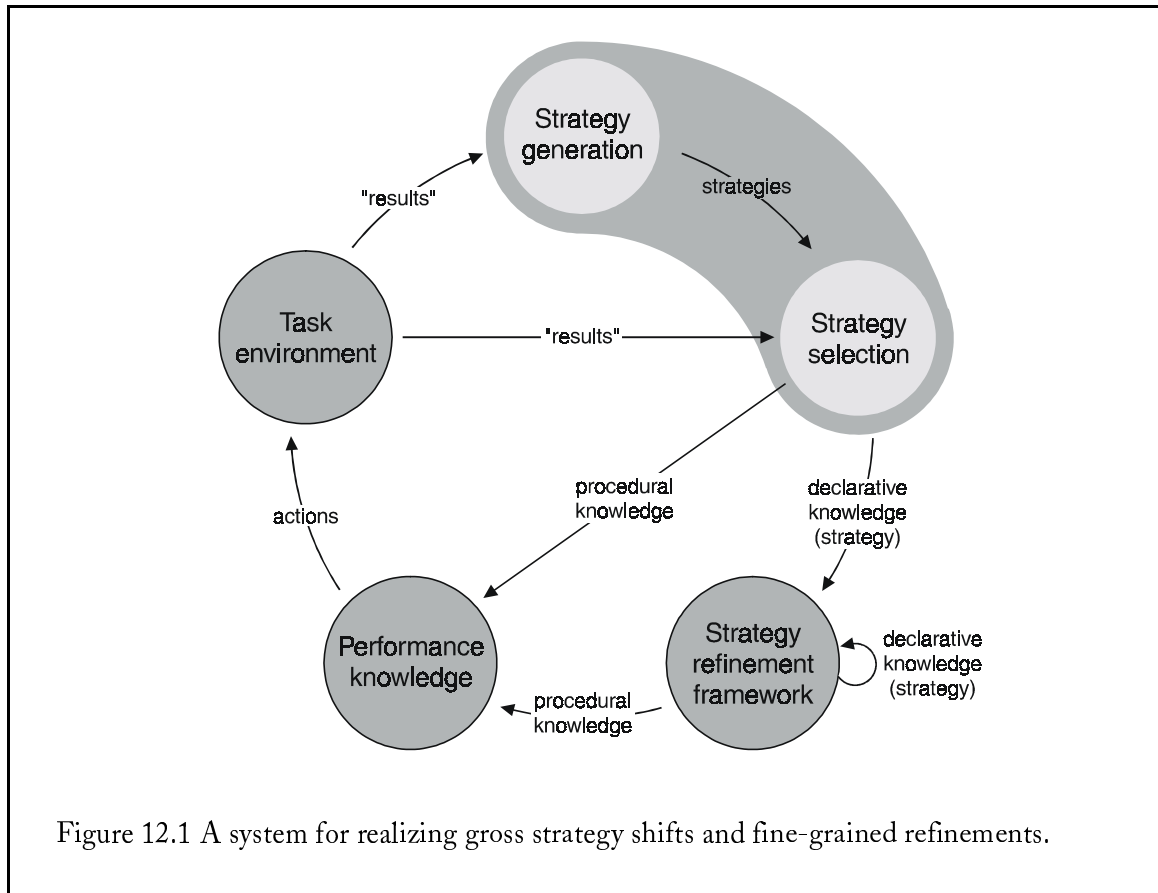 Strategy
generation
strategies
"results"
Task
environment
"results"
Strategy
selection
procedural
knowledge
declarative
knowledge
(strategy)
actions
Performance
knowledge
Strategy
refinement
framework
declarative
knowledge
(strategy)
procedural
knowledge
Figure 12.1 A system for realizing gross strategy shifts and fine-grained refinements.